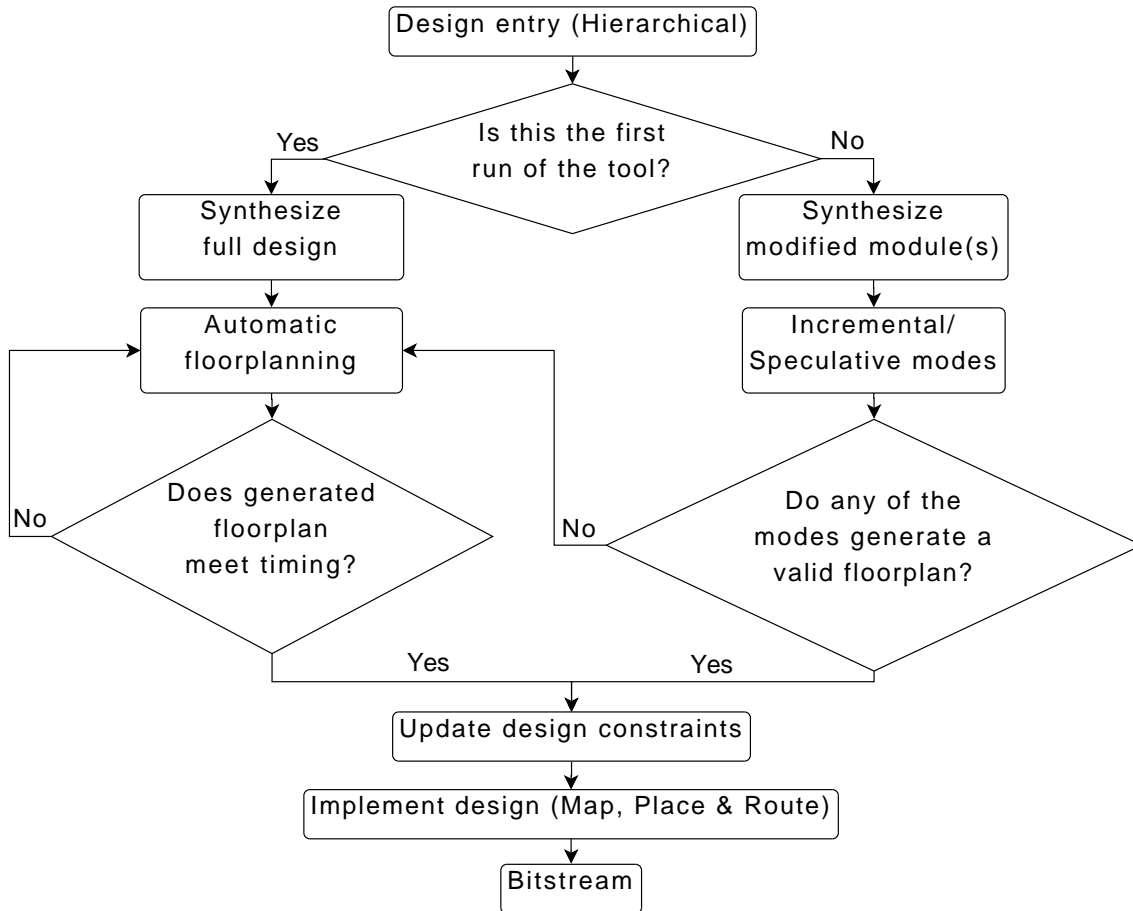 Design entry (Hierarchical)
Is this the first
run of the tool?
Yes
No
Synthesize
full design
Synthesize
modified module(s)
Automatic
floorplanning
Incremental/
Speculative modes
Does generated
floorplan
meet timing?
No
Do any of the
modes generate a
valid floorplan?
No
Yes
Yes
Update design constraints
Implement design (Map, Place & Route)
Bitstream